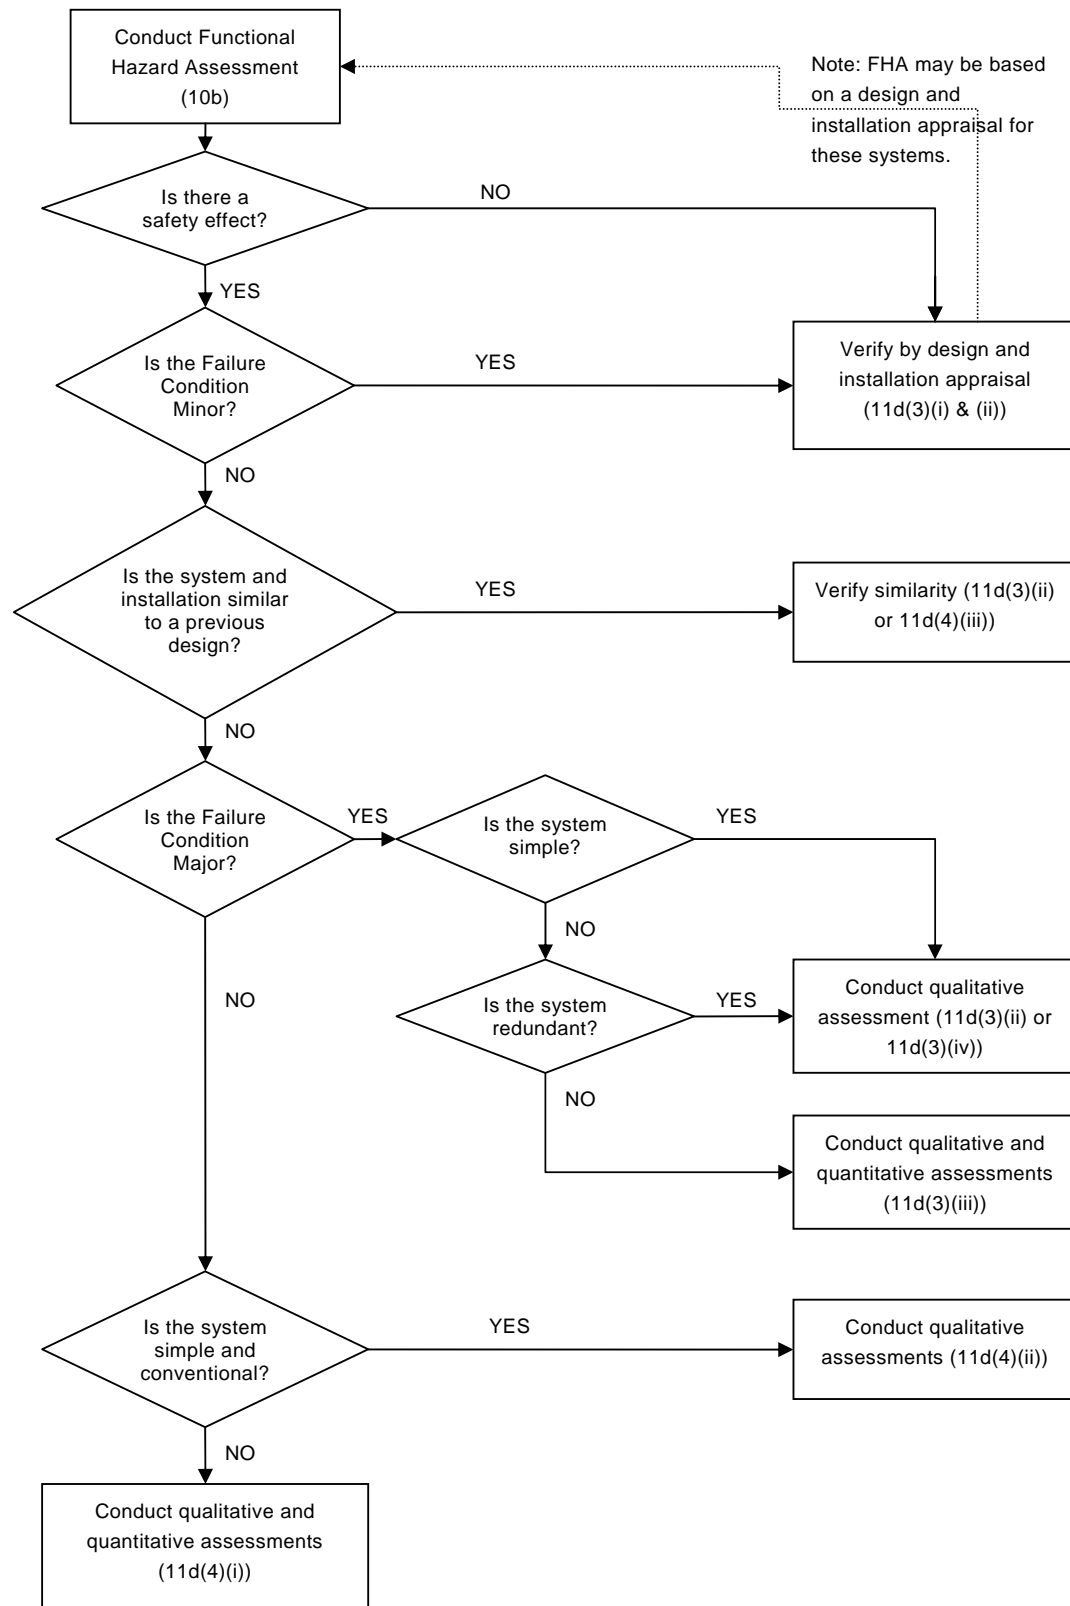 Conduct Functional
Hazard Assessment
(10b)
Note: FHA may be based
on a design and
installation appraisal for
these systems.
Is there a
safety effect?
NO
YES
Is the Failure
Condition
Minor?
YES
Verify by design and
installation appraisal
(11d(3)(i) & (ii))
NO
Is the system and
installation similar
to a previous
design?
YES
Verify similarity (11d(3)(ii)
or 11d(4)(iii))
NO
Is the Failure
Condition
Major?
YES
Is the system
simple?
YES
NO
NO
Is the system
redundant?
YES
Conduct qualitative
assessment (11d(3)(ii) or
11d(3)(iv))
NO
Conduct qualitative and
quantitative assessments
(11d(3)(iii))
Is the system
simple and
conventional?
YES
Conduct qualitative
assessments (11d(4)(ii))
NO
Conduct qualitative and
quantitative assessments
(11d(4)(i))